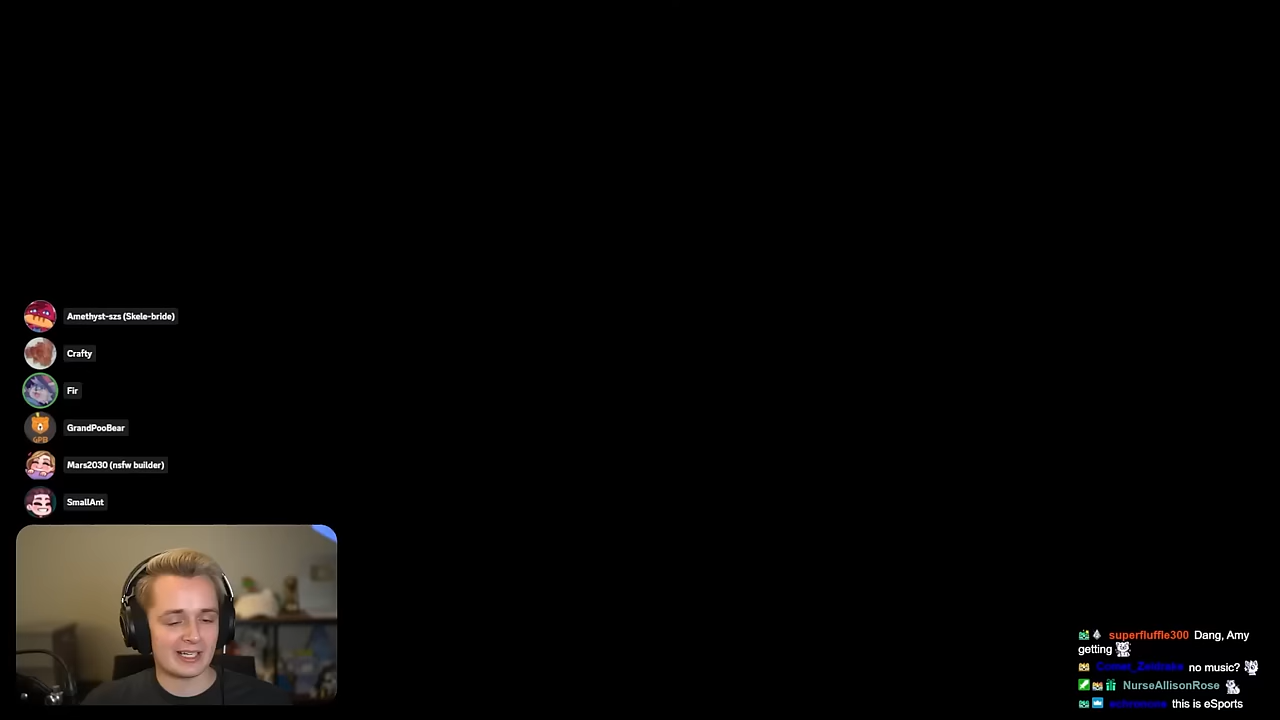 Amethyst-szs (Skele-bride)
Crafty
Fir
GrandPooBear
GPB
Mars2030 (nsfw builder)
SmallAnt
superfluffle300 Dang, Amy
getting
no music?
NurseAllisonRose
this is eSports